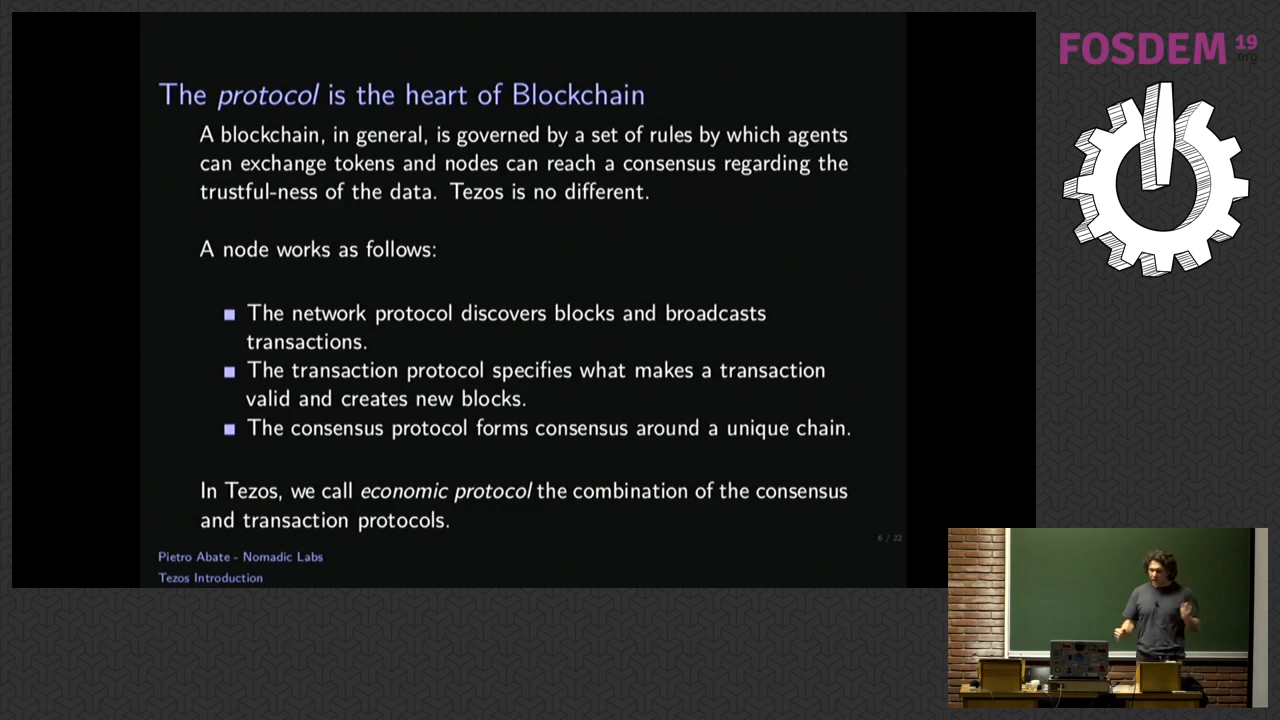 The protocol is the heart of Blockchain
A blockchain, in general, is governed by a set of rules by which agents
can exchange tokens and nodes can reach a consensus regarding the
trustful-ness of the data. Tezos is no different.
A node works as follows:
The network protocol discovers blocks and broadcasts
transactions.
The transaction protocol specifies what makes a transaction
valid and creates new blocks.
The consensus protocol forms consensus around a unique chain.
In Tezos, we call economic protocol the combination of the consensus
and transaction protocols.
6 / 22
Pietro Abate - Nomadic Labs
Tezos Introduction
FOSDEM 19
.org